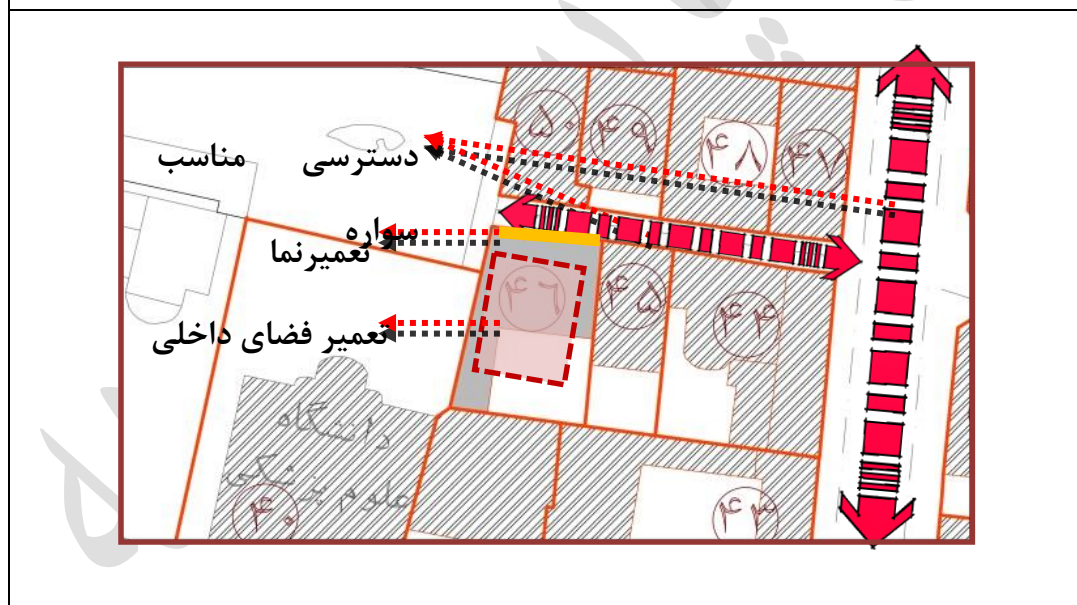 ۵۰ ۴۹ ۴۸ ۴۷
دسترسی مناسب
سواره
تعمیرنما
۴۶ ۴۵ ۴۴
تعمیر فضای داخلی
دانشگاه
علوم پزشکی
۴۰ ۴۳